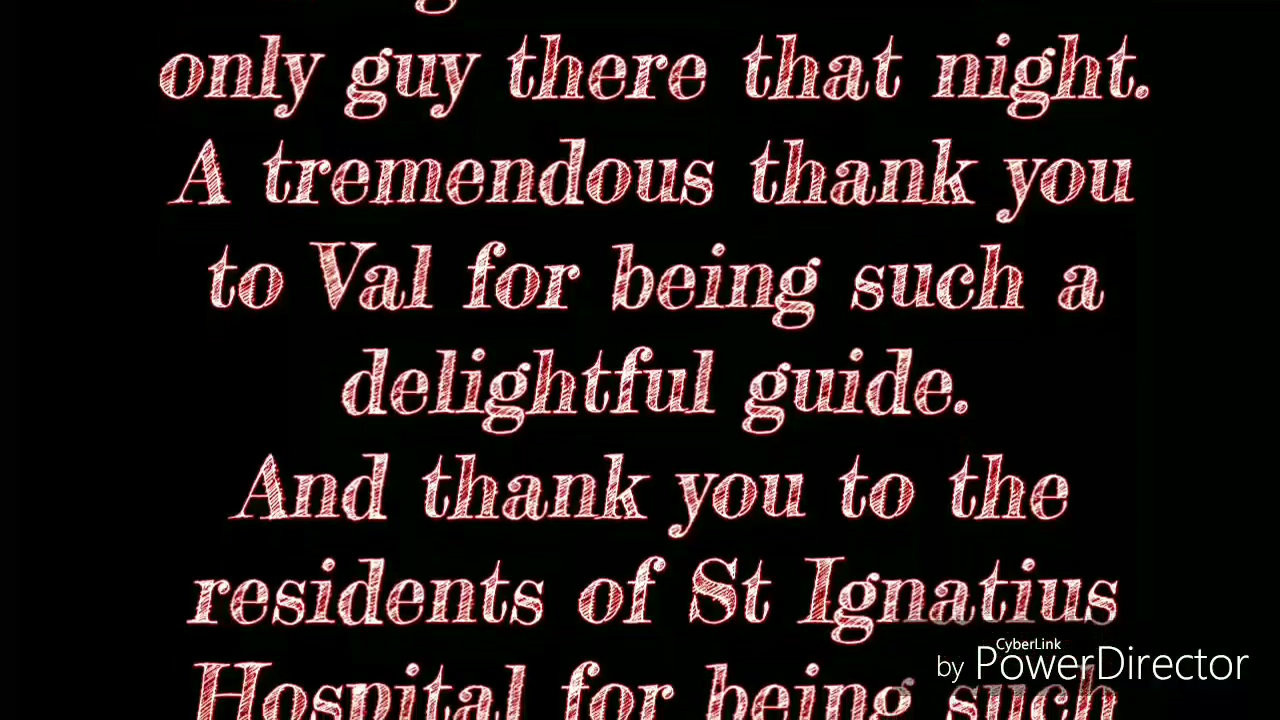 only guy there that night.
A tremendous thank you
to Val for being such a
delightful guide.
And thank you to the
residents of St Ignatius
Hospital for being such
CyberLink
by PowerDirector